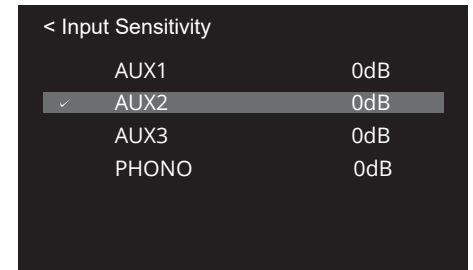 < Input Sensitivity
AUX1 0dB
✓ AUX2 0dB
AUX3 0dB
PHONO 0dB